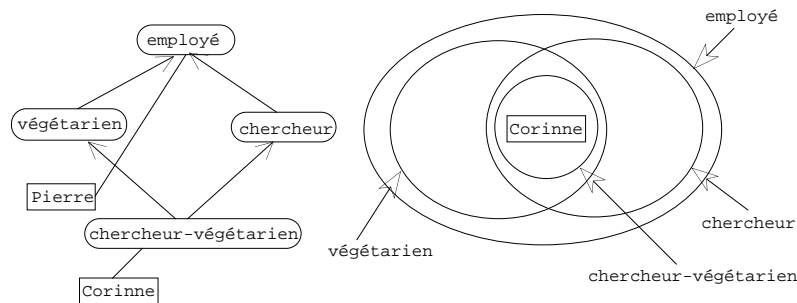 employé
végétarien
chercheur
Pierre
chercheur-végétarien
Corinne
employé
Corinne
chercheur
végétarien
chercheur-végétarien